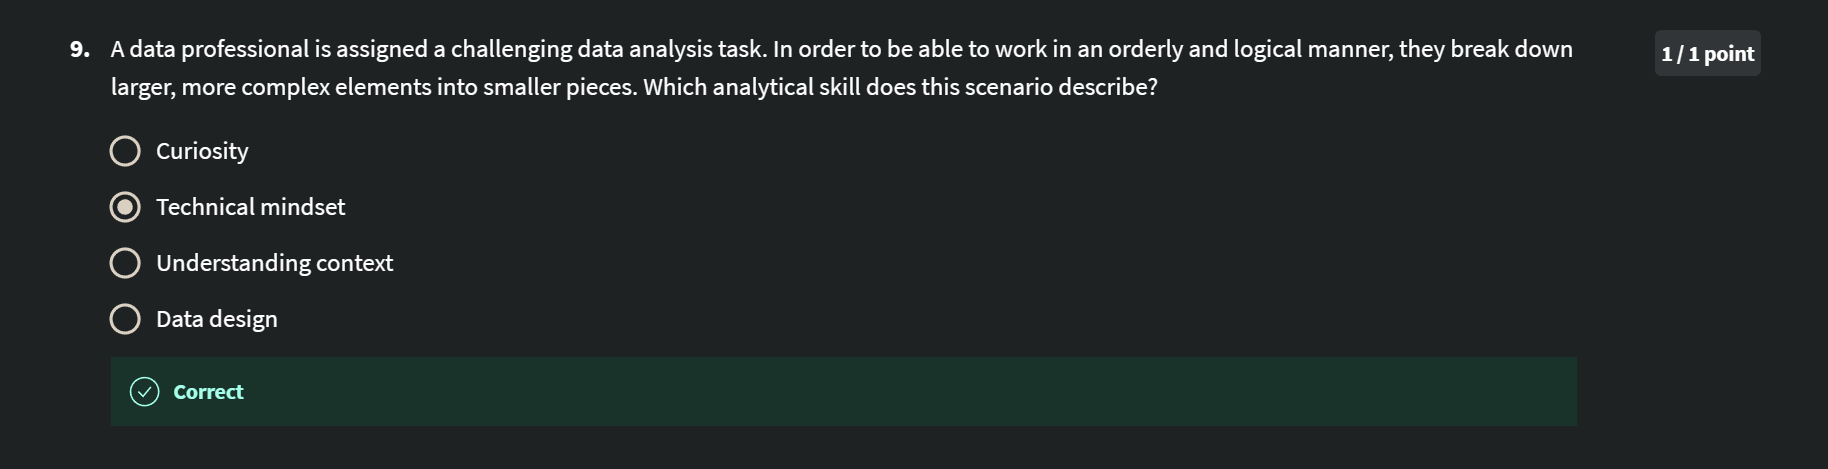 9. A data professional is assigned a challenging data analysis task. In order to be able to work in an orderly and logical manner, they break down
larger, more complex elements into smaller pieces. Which analytical skill does this scenario describe?
1 / 1 point
Curiosity
Technical mindset
Understanding context
Data design
Correct